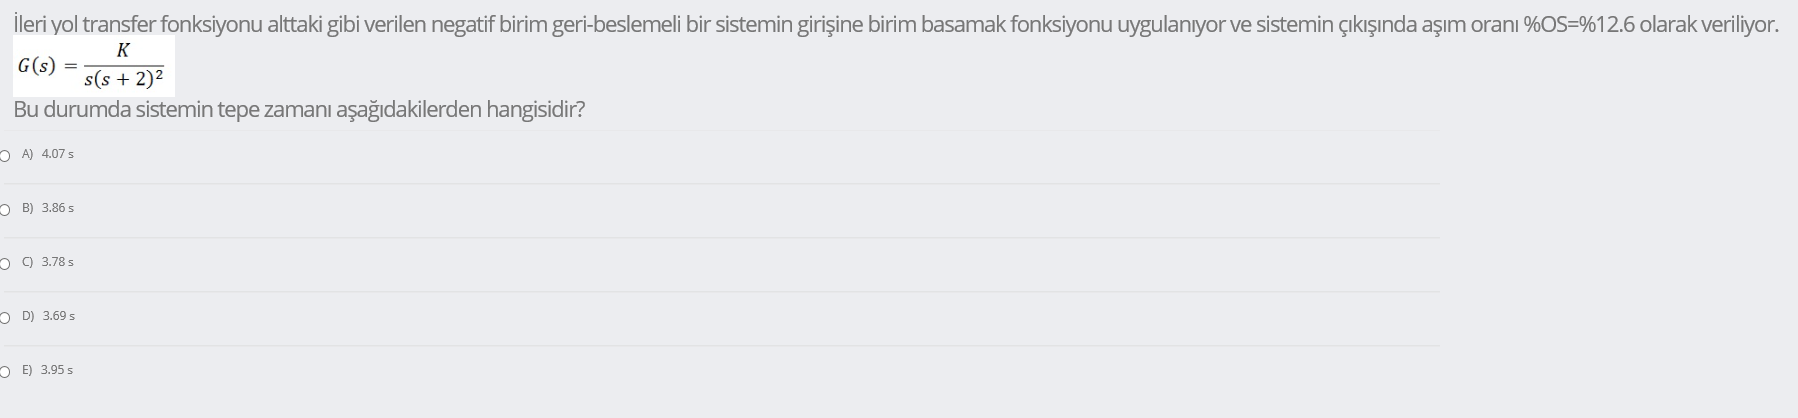 İleri yol transfer fonksiyonu alttaki gibi verilen negatif birim geri-beslemeli bir sistemin girişine birim basamak fonksiyonu uygulanıyor ve sistemin çıkışında aşım oranı %OS=%12.6 olarak veriliyor.
G(s) = K / s(s + 2)²
Bu durumda sistemin tepe zamanı aşağıdakilerden hangisidir?
A) 4.07 s
B) 3.86 s
C) 3.78 s
D) 3.69 s
E) 3.95 s